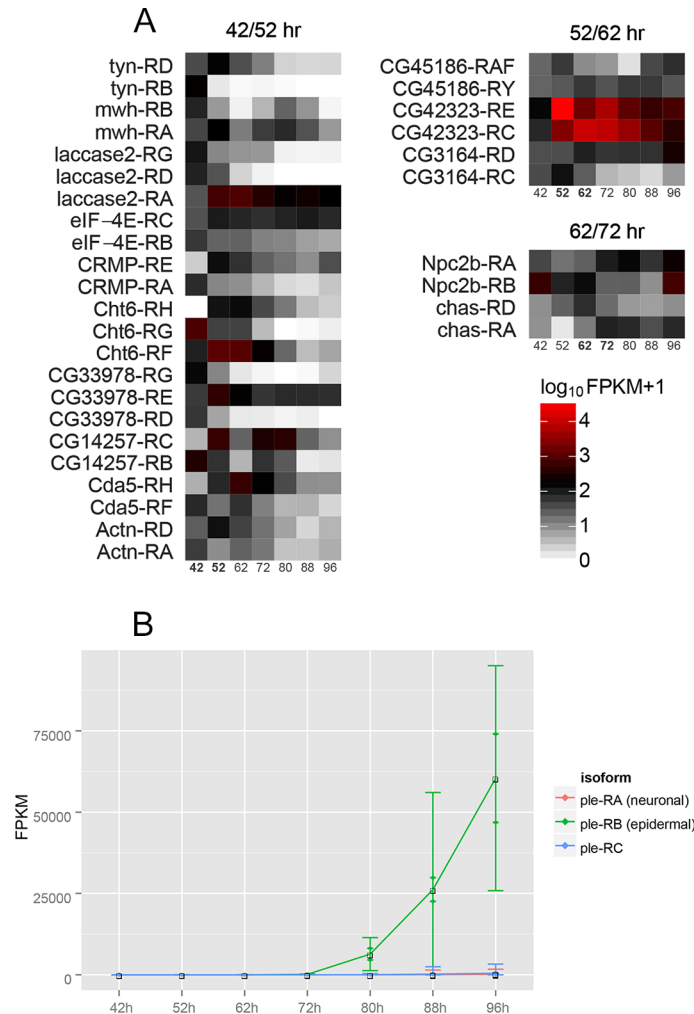 A
42/52 hr
tyn-RD
tyn-RB
mwh-RB
mwh-RA
laccase2-RG
laccase2-RD
laccase2-RA
eIF−4E-RC
eIF−4E-RB
CRMP-RE
CRMP-RA
Cht6-RH
Cht6-RG
Cht6-RF
CG33978-RG
CG33978-RE
CG33978-RD
CG14257-RC
CG14257-RB
Cda5-RH
Cda5-RF
Actn-RD
Actn-RA
42 52 62 72 80 88 96
52/62 hr
CG45186-RAF
CG45186-RY
CG42323-RE
CG42323-RC
CG3164-RD
CG3164-RC
42 52 62 72 80 88 96
62/72 hr
Npc2b-RA
Npc2b-RB
chas-RD
chas-RA
42 52 62 72 80 88 96
log10 FPKM+1
4
3
2
1
0
B
FPKM
75000
50000
25000
0
42h 52h 62h 72h 80h 88h 96h
isoform
ple-RA (neuronal)
ple-RB (epidermal)
ple-RC